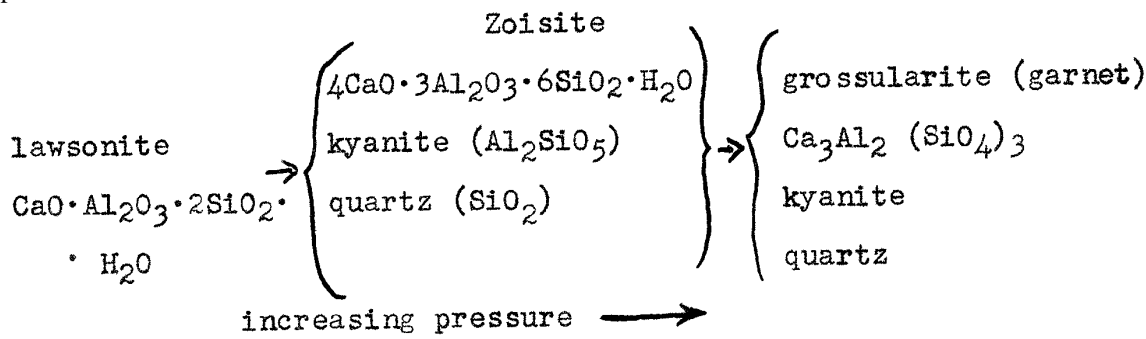 Zoisite
4CaO·3Al₂O₃·6SiO₂·H₂O
grossularite (garnet)
lawsonite
kyanite (Al₂SiO₅)
Ca₃Al₂ (SiO₄)₃
CaO·Al₂O₃·2SiO₂·
quartz (SiO₂)
kyanite
· H₂O
quartz
increasing pressure →